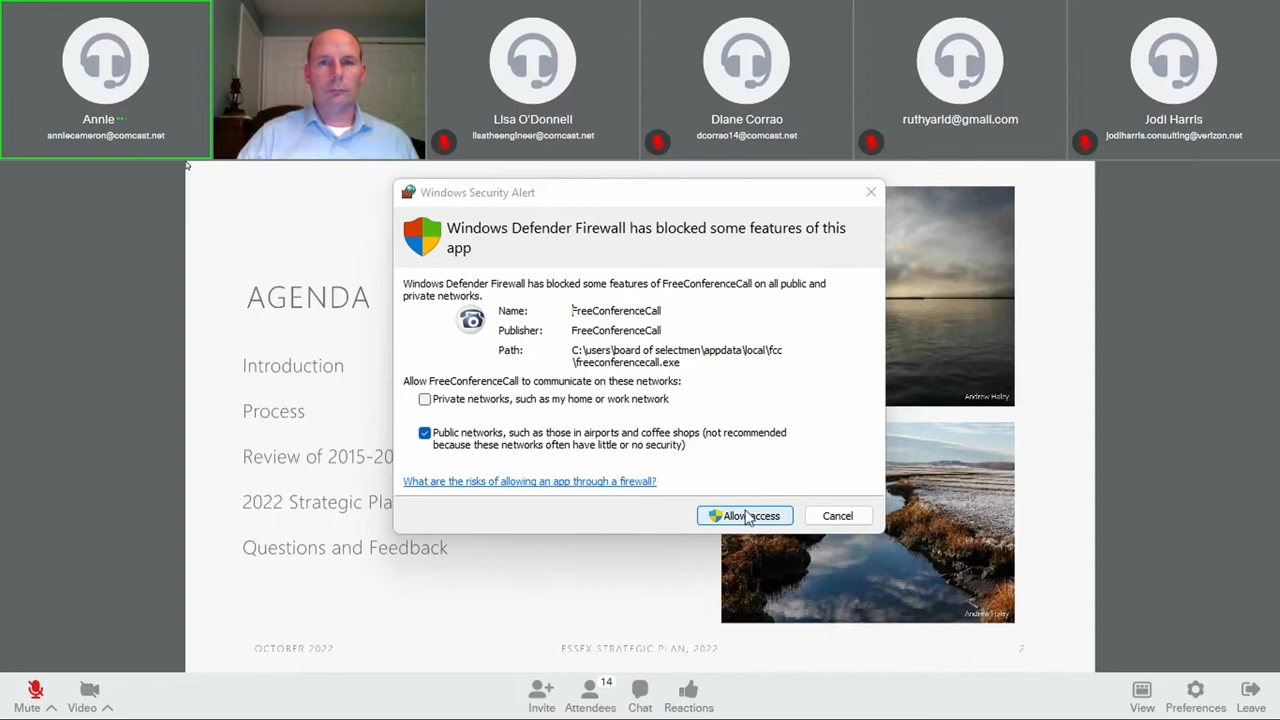 Annie
anniecameron@comcast.net
Lisa O'Donnell
lisatheengineer@comcast.net
Diane Corrao
dcorrao14@comcast.net
ruthyarid@gmail.com
Jodi Harris
jodiharris.consulting@verizon.net
Windows Security Alert
Windows Defender Firewall has blocked some features of this
app
Windows Defender Firewall has blocked some features of FreeConferenceCall on all public and
private networks.
Name: FreeConferenceCall
Publisher: FreeConferenceCall
Path: C:\users\board of selectmen\appdata\local\fcc
\freeconferencecall.exe
Allow FreeConferenceCall to communicate on these networks:
Private networks, such as my home or work network
Public networks, such as those in airports and coffee shops (not recommended
because these networks often have little or no security)
What are the risks of allowing an app through a firewall?
Allow access
Cancel
AGENDA
Introduction
Process
Review of 2015-20
2022 Strategic Pla
Questions and Feedback
Andrew Haley
Andrew Haley
OCTOBER 2022
ESSEX STRATEGIC PLAN, 2022
2
Mute
Video
Invite
14
Attendees
Chat
Reactions
View
Preferences
Leave